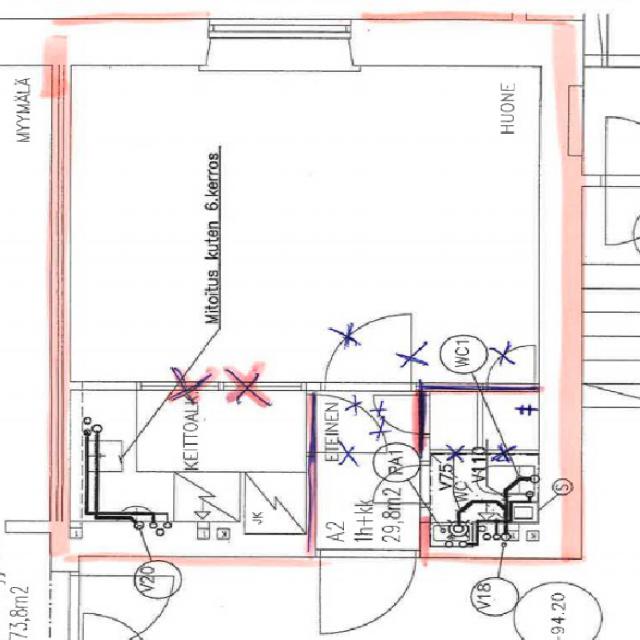 MYYMÄLÄ
HUONE
Mitoitus kuten 6.kerros
WC1
KEITTOALK
ETEINEN
PA1
V75
WC
V110
S
JK
A2
1h+kk
29,8m2
V20
V18
73,8m2
-94.20